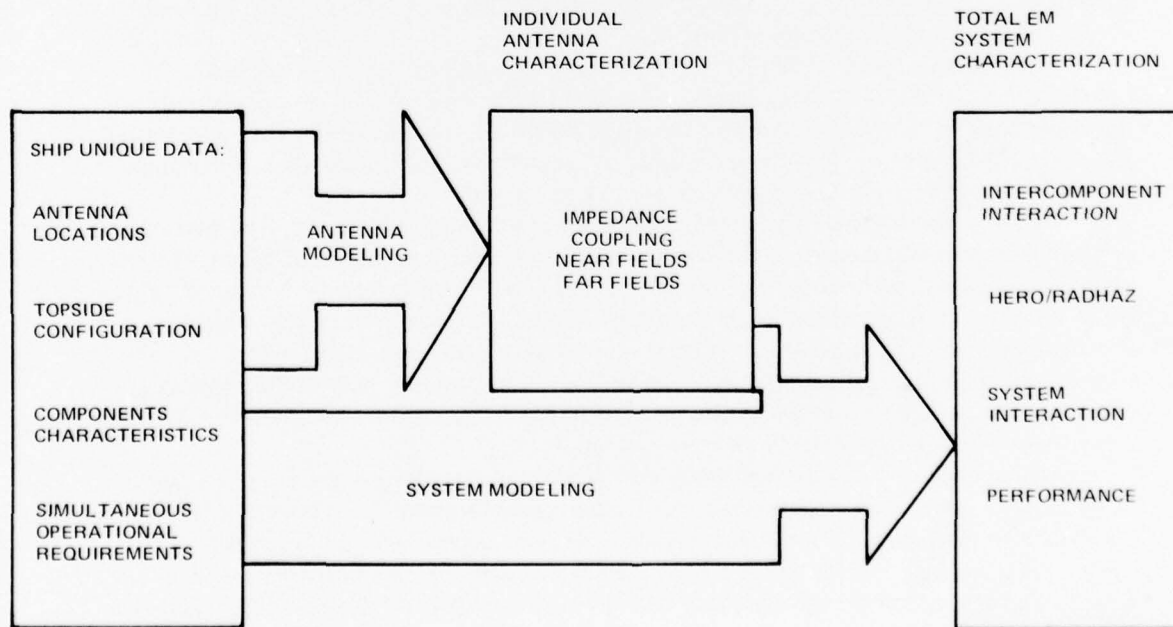 INDIVIDUAL
ANTENNA
CHARACTERIZATION
TOTAL EM
SYSTEM
CHARACTERIZATION
SHIP UNIQUE DATA:
ANTENNA
LOCATIONS
TOPSIDE
CONFIGURATION
COMPONENTS
CHARACTERISTICS
SIMULTANEOUS
OPERATIONAL
REQUIREMENTS
ANTENNA
MODELING
IMPEDANCE
COUPLING
NEAR FIELDS
FAR FIELDS
SYSTEM MODELING
INTERCOMPONENT
INTERACTION
HERO/RADHAZ
SYSTEM
INTERACTION
PERFORMANCE